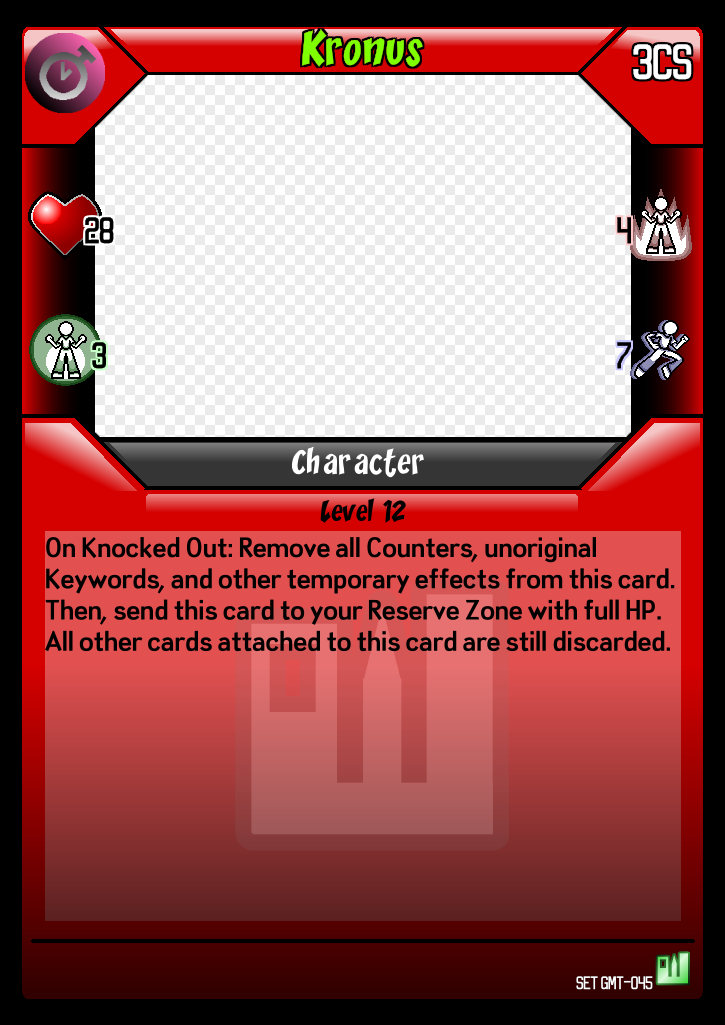 Kronus
3CS
28
4
3
7
Character
Level 12
On Knocked Out: Remove all Counters, unoriginal
Keywords, and other temporary effects from this card.
Then, send this card to your Reserve Zone with full HP.
All other cards attached to this card are still discarded.
SET GMT-045